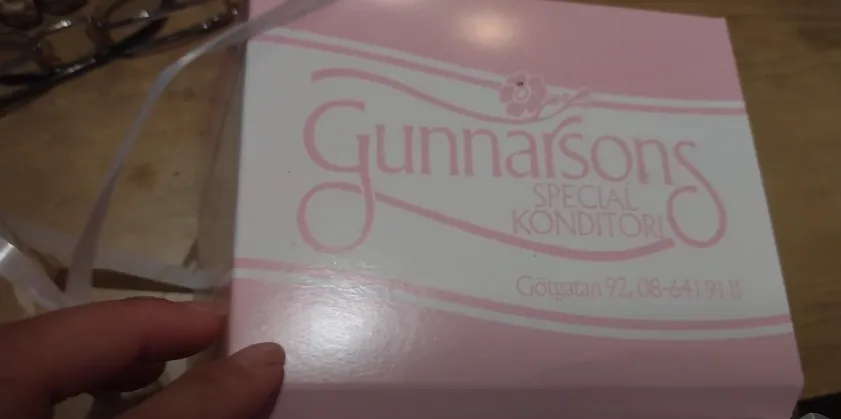 Gunnarsons
SPECIAL
KONDITORI
Götgatan 92, 08-641 91 11